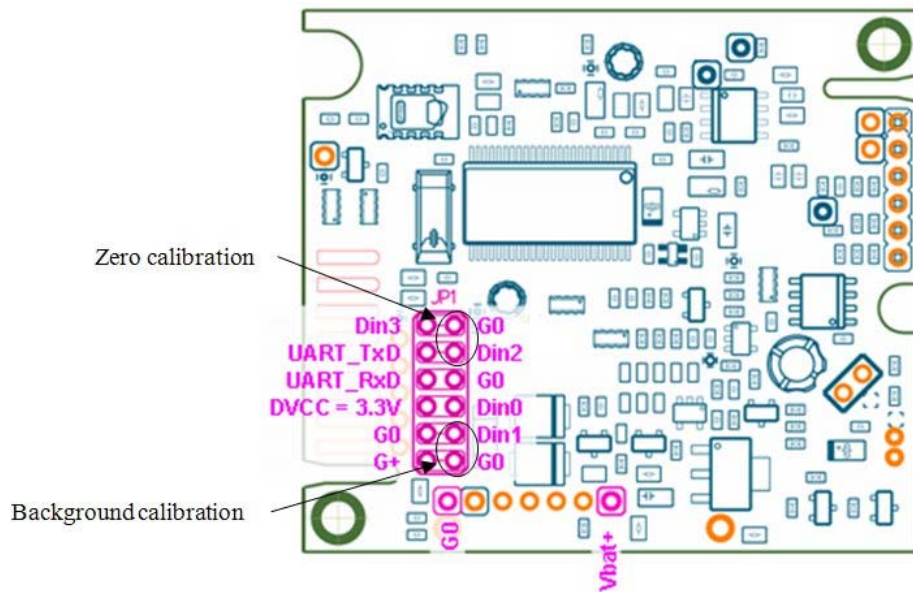 Zero calibration
JP1
Din3 G0
UART_TxD Din2
UART_RxD G0
DVCC = 3.3V Din0
G0 Din1
G+ G0
Background calibration
G0
Vbat+